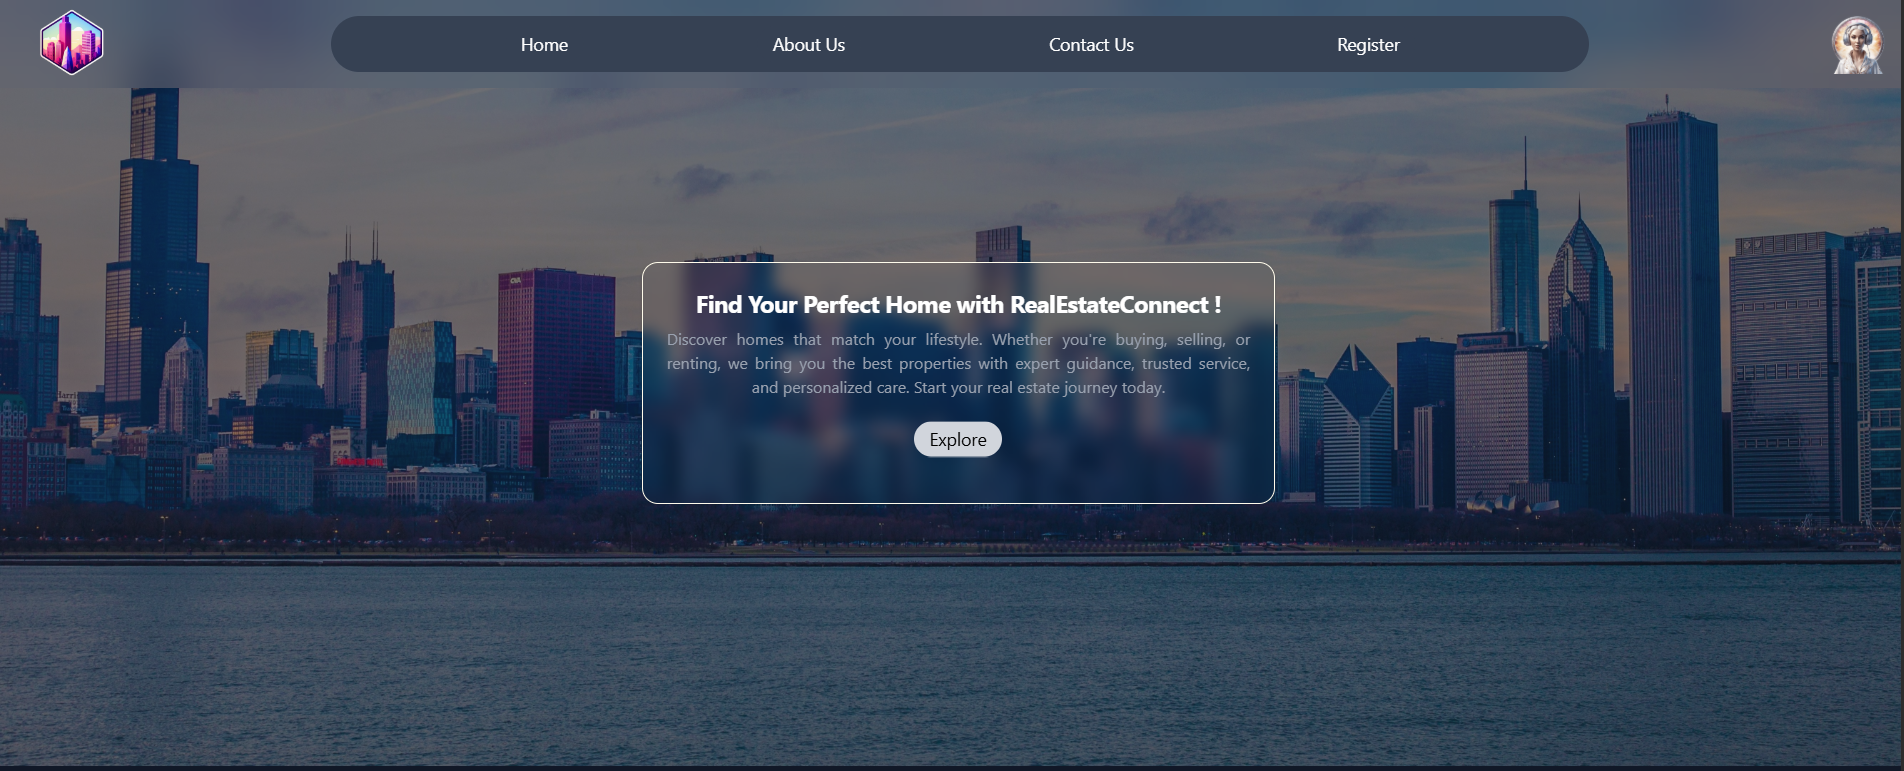 Home
About Us
Contact Us
Register
CNA
Find Your Perfect Home with RealEstateConnect !
Discover homes that match your lifestyle. Whether you're buying, selling, or
renting, we bring you the best properties with expert guidance, trusted service,
and personalized care. Start your real estate journey today.
Explore